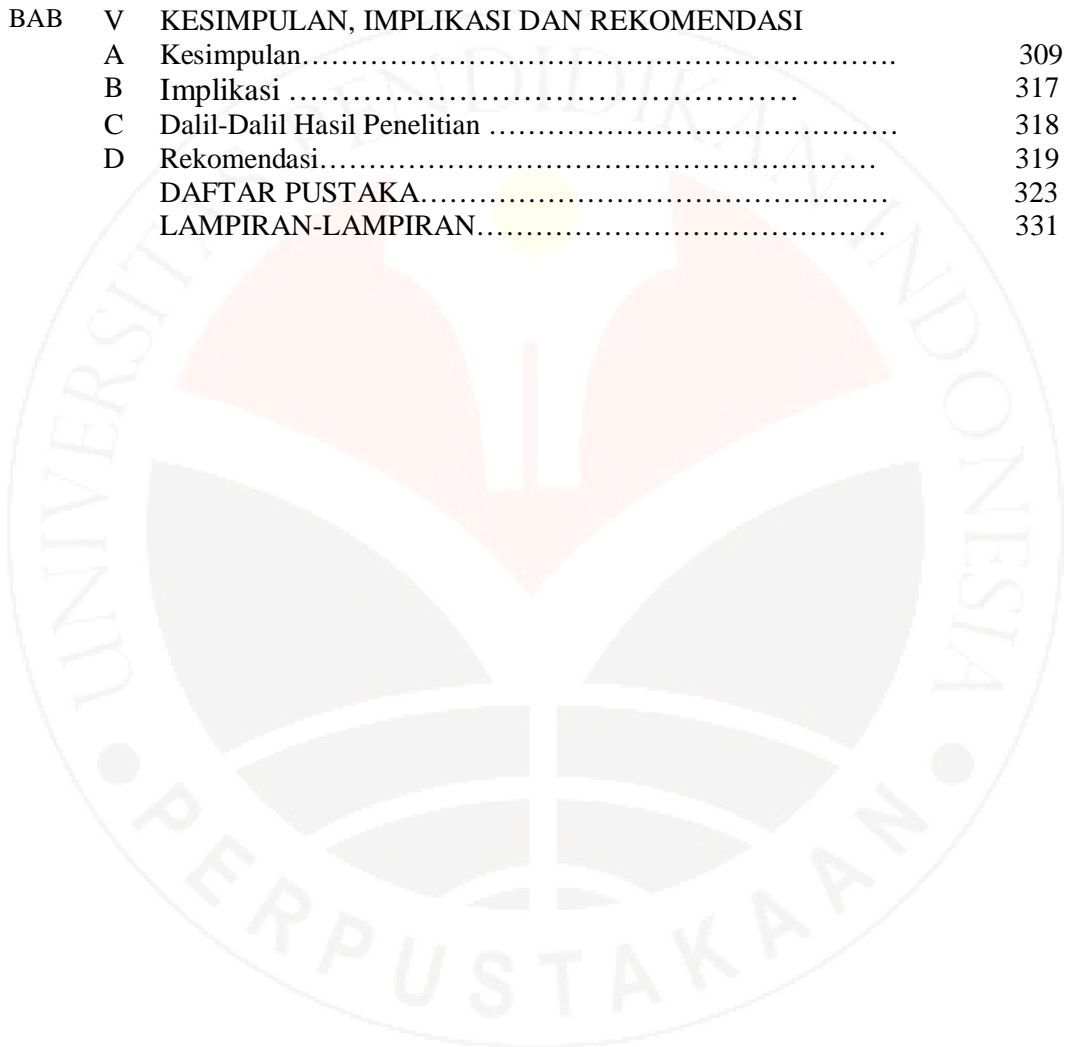 BAB V KESIMPULAN, IMPLIKASI DAN REKOMENDASI
A Kesimpulan……………………………………………………. 309
B Implikasi …………………………………………… 317
C Dalil-Dalil Hasil Penelitian …………………………………… 318
D Rekomendasi………………………………………………… 319
DAFTAR PUSTAKA………………………………………… 323
LAMPIRAN-LAMPIRAN…………………………………… 331
UNIVERSITAS PENDIDIKAN INDONESIA
PERPUSTAKAAN